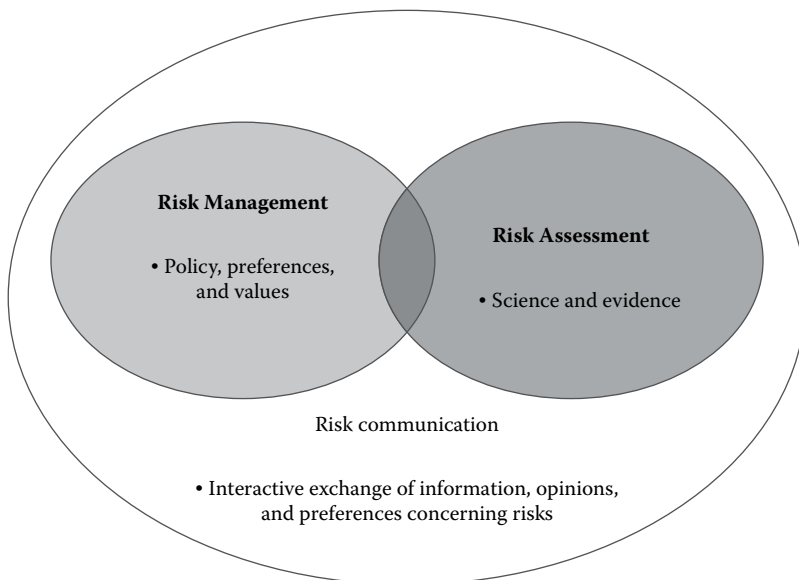 Risk Management
• Policy, preferences,
and values
Risk Assessment
• Science and evidence
Risk communication
• Interactive exchange of information, opinions,
and preferences concerning risks